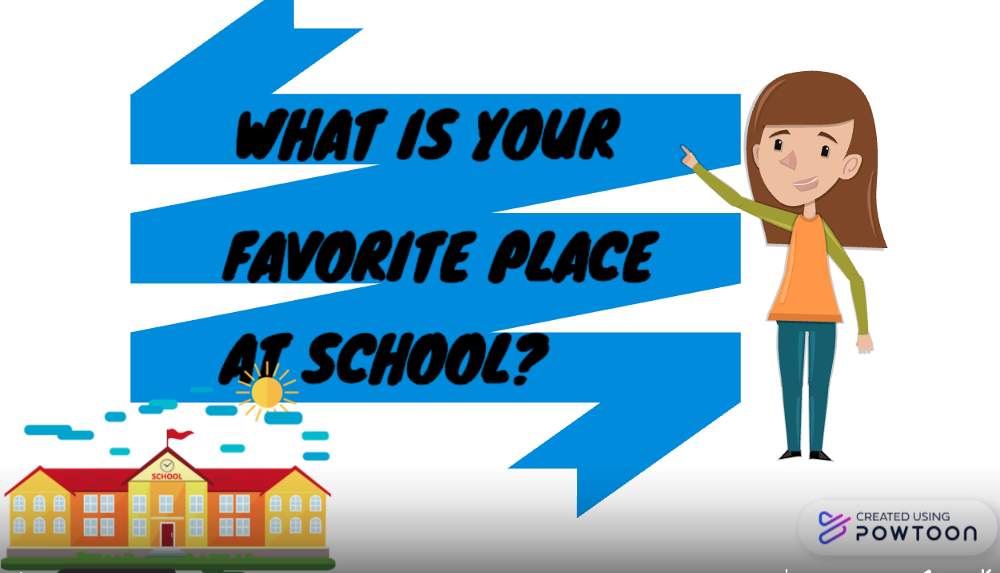 WHAT IS YOUR
FAVORITE PLACE
AT SCHOOL?
SCHOOL
CREATED USING
POWTOON